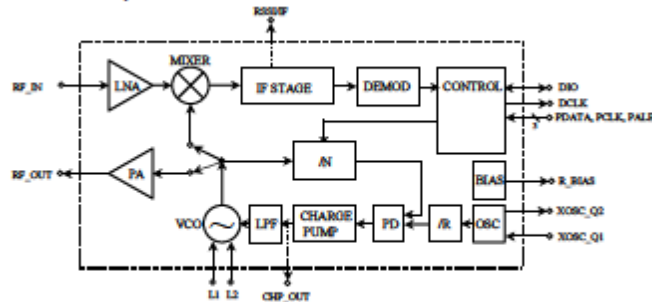 RSSI/IF
MIXER
RF_IN
LNA
IF STAGE
DEMOD
CONTROL
DIO
DCLK
PDATA, PCLK, PALE
3
RF_OUT
PA
/N
BIAS
R_BIAS
VCO
LPF
CHARGE
PUMP
PD
/R
OSC
XOSC_Q2
XOSC_Q1
L1
L2
CHP_OUT